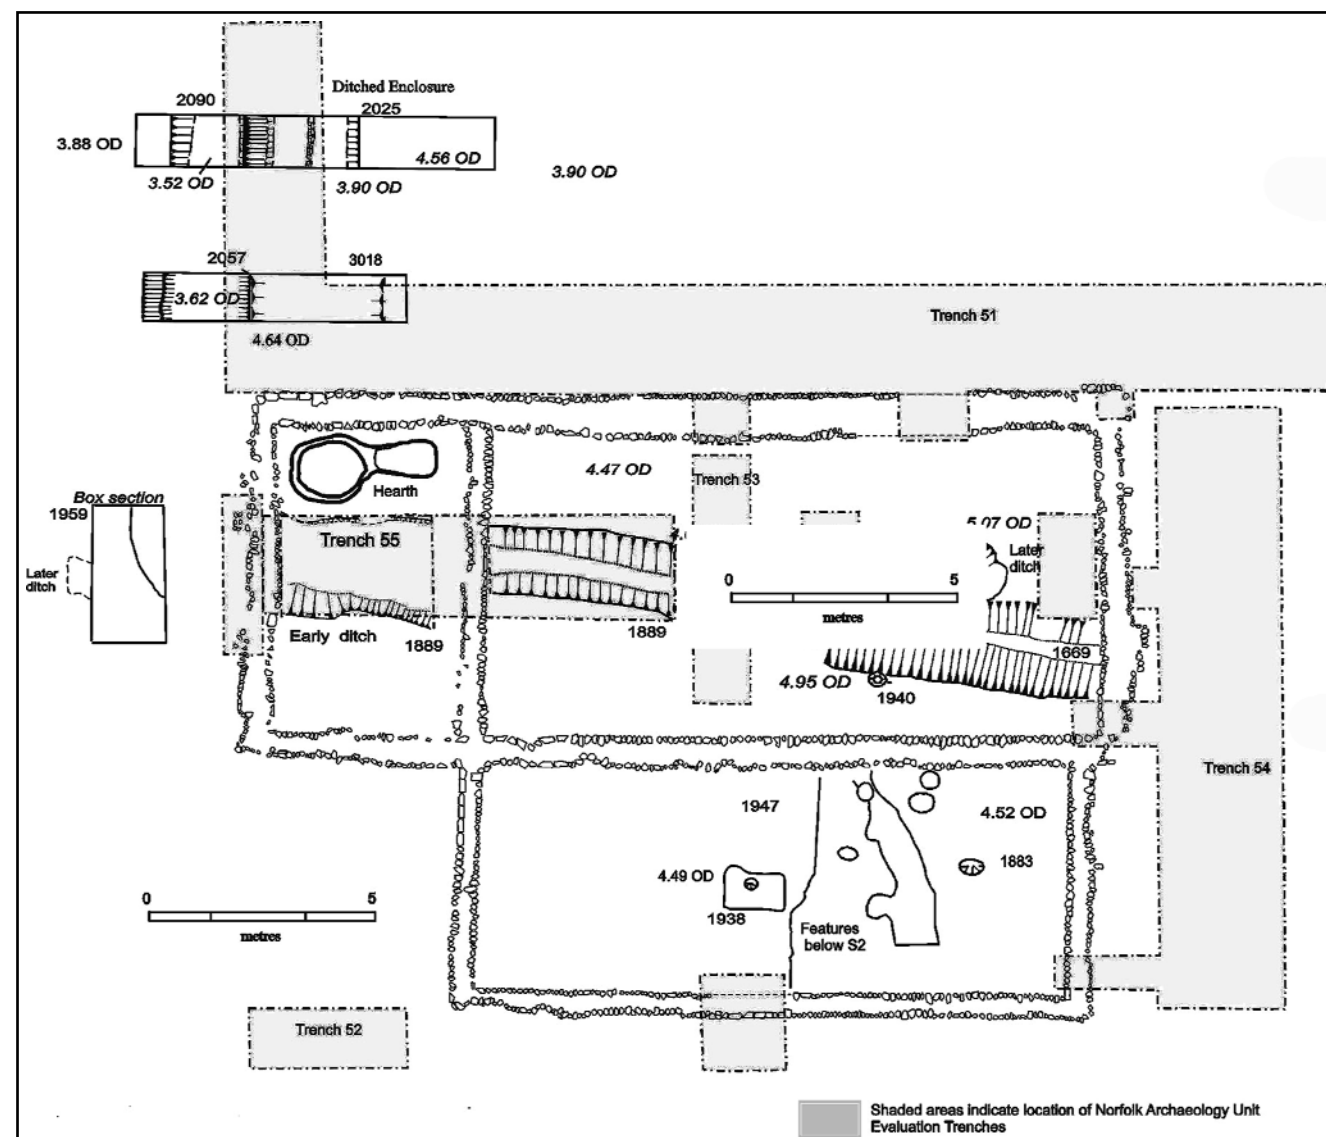 Ditched Enclosure
2090
2025
3.88 OD
4.56 OD
3.52 OD
3.90 OD
3.90 OD
2057
3018
3.62 OD
4.64 OD
Trench 51
4.47 OD
Trench 53
Hearth
Box section
1959
5.07 OD
Trench 55
Later
ditch
Later
ditch
0
5
metres
Early ditch
1889
1889
1669
4.95 OD
1940
Trench 54
1947
4.52 OD
4.49 OD
1883
1938
0
5
metres
Features
below S2
Trench 52
Shaded areas indicate location of Norfolk Archaeology Unit
Evaluation Trenches